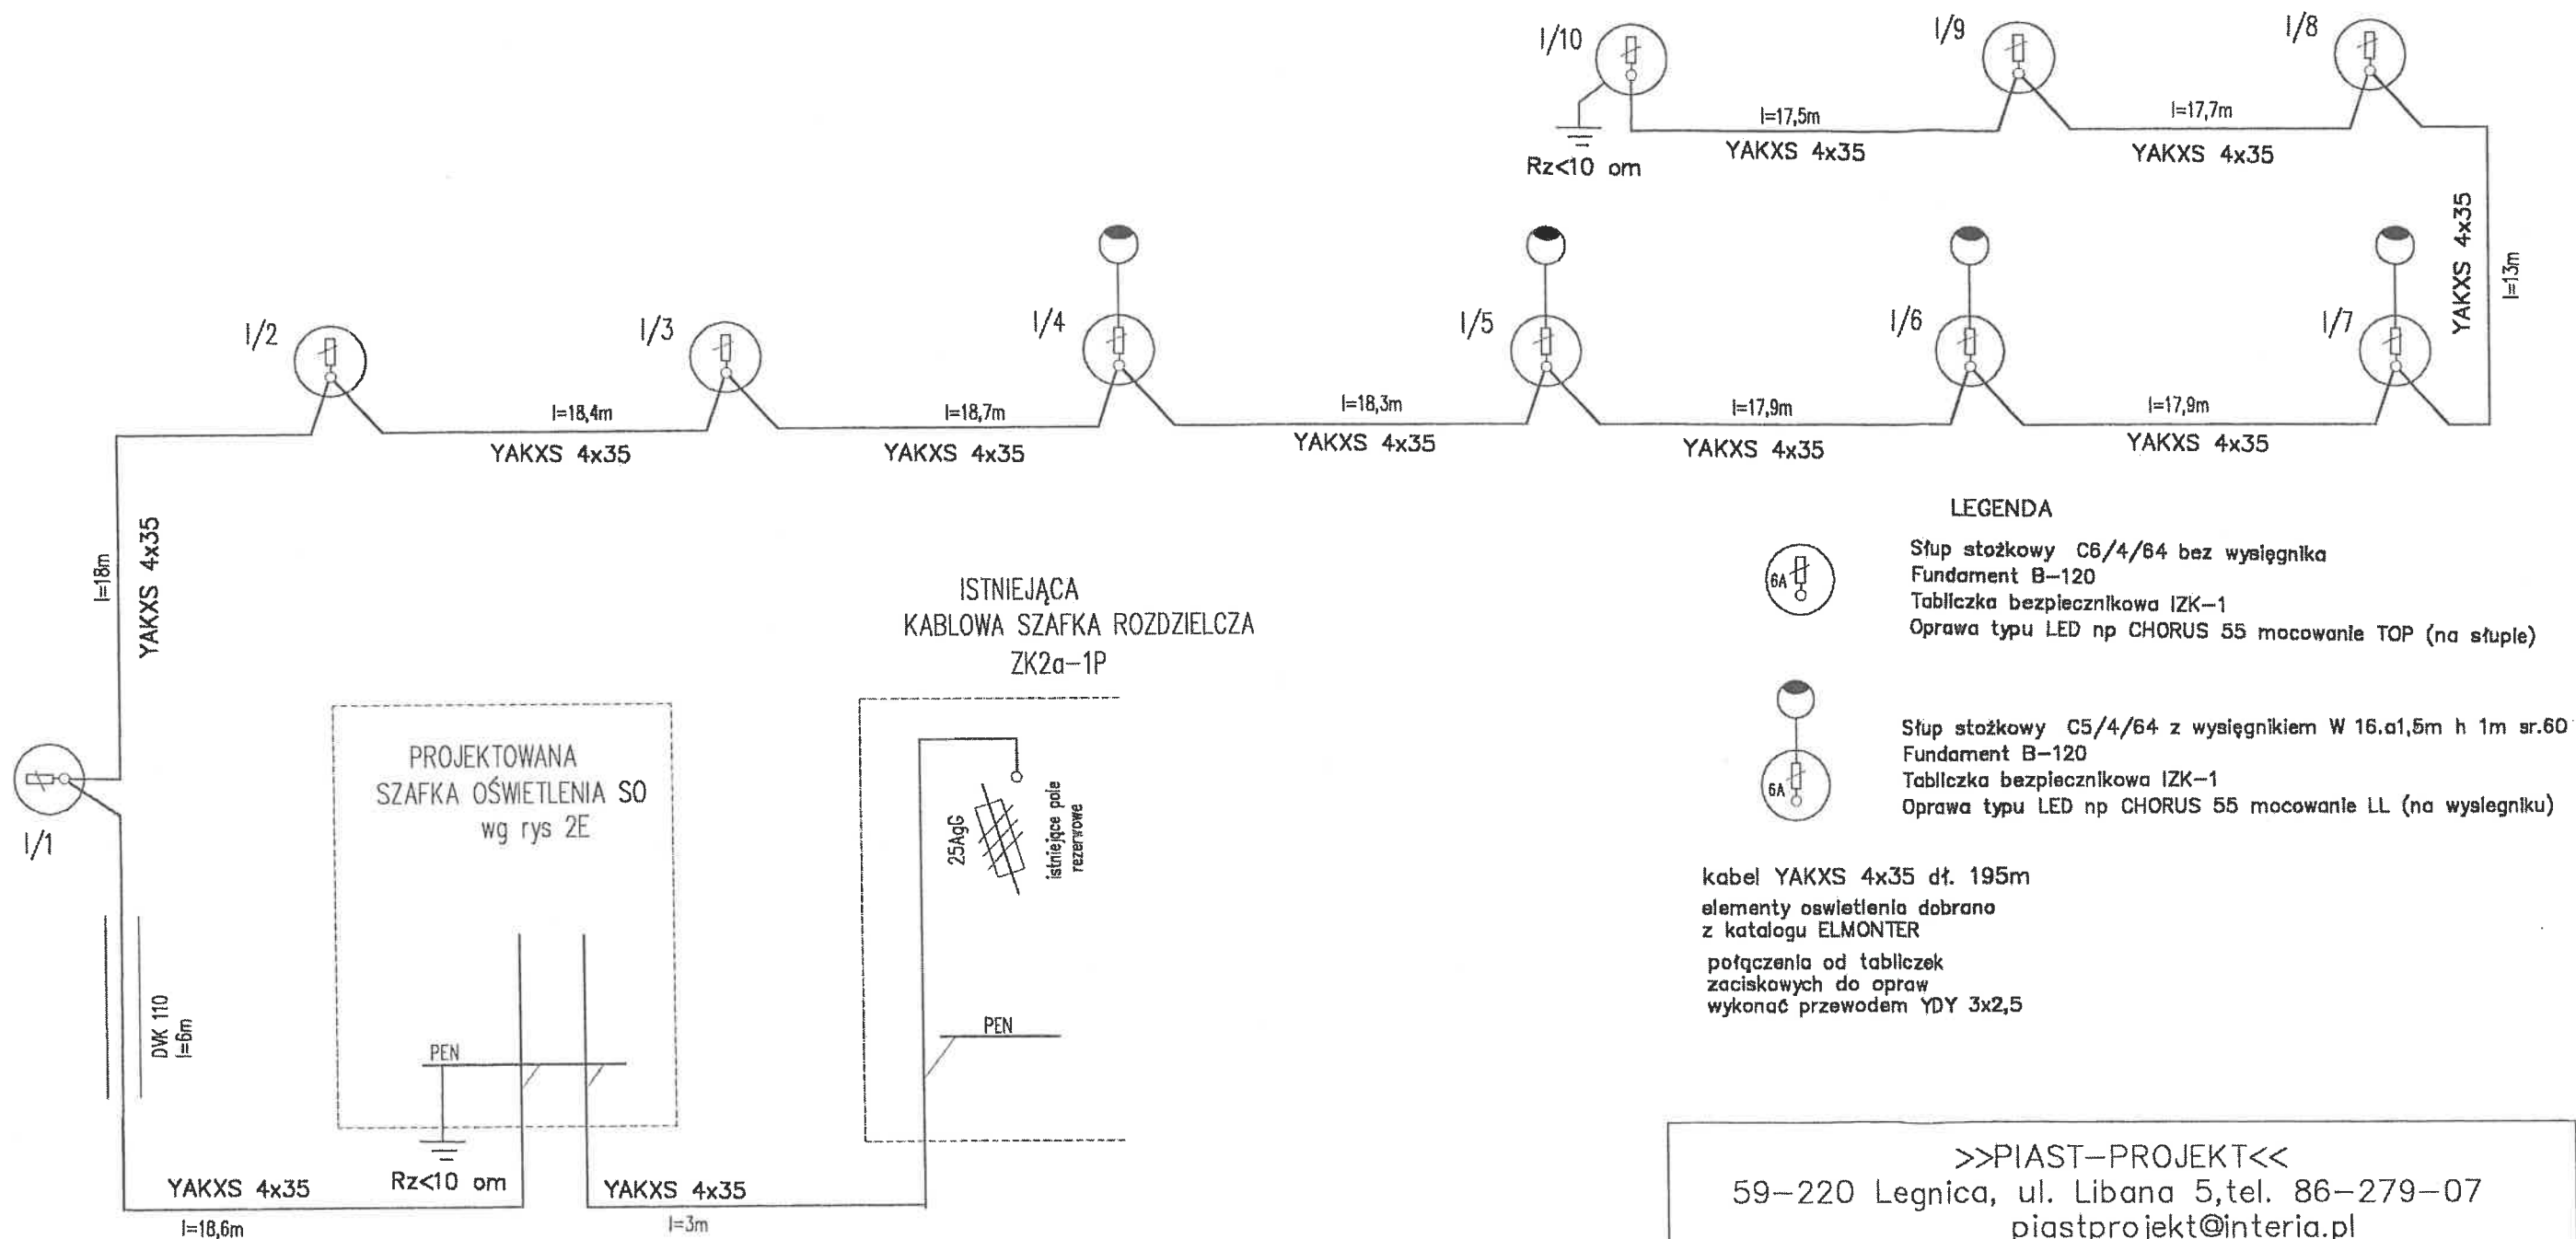 I/10
I/9
I/8
l=17,5m
YAKXS 4x35
l=17,7m
YAKXS 4x35
Rz<10 om
YAKXS 4x35
l=13m
I/2
I/3
I/4
I/5
I/6
I/7
l=18,4m
YAKXS 4x35
l=18,7m
YAKXS 4x35
l=18,3m
YAKXS 4x35
l=17,9m
YAKXS 4x35
l=17,9m
YAKXS 4x35
l=18m
YAKXS 4x35
I/1
DVK 110
l=6m
YAKXS 4x35
l=18,6m
PROJEKTOWANA
SZAFKA OŚWIETLENIA SO
wg rys 2E
PEN
Rz<10 om
YAKXS 4x35
l=3m
ISTNIEJĄCA
KABLOWA SZAFKA ROZDZIELCZA
ZK2a-1P
25AgG
istniejące pole
rezerwowe
PEN
LEGENDA
6A
Słup stożkowy C6/4/64 bez wysięgnika
Fundament B-120
Tabliczka bezpiecznikowa IZK-1
Oprawa typu LED np CHORUS 55 mocowanie TOP (na słupie)
6A
Słup stożkowy C5/4/64 z wysięgnikiem W 16.a1,5m h 1m sr.60
Fundament B-120
Tabliczka bezpiecznikowa IZK-1
Oprawa typu LED np CHORUS 55 mocowanie LL (na wysiegniku)
kabel YAKXS 4x35 dł. 195m
elementy oswietlenia dobrano
z katalogu ELMONTER
połączenia od tabliczek
zaciskowych do opraw
wykonać przewodem YDY 3x2,5
>>PIAST-PROJEKT<<
59-220 Legnica, ul. Libana 5,tel. 86-279-07
piastprojekt@interia.pl